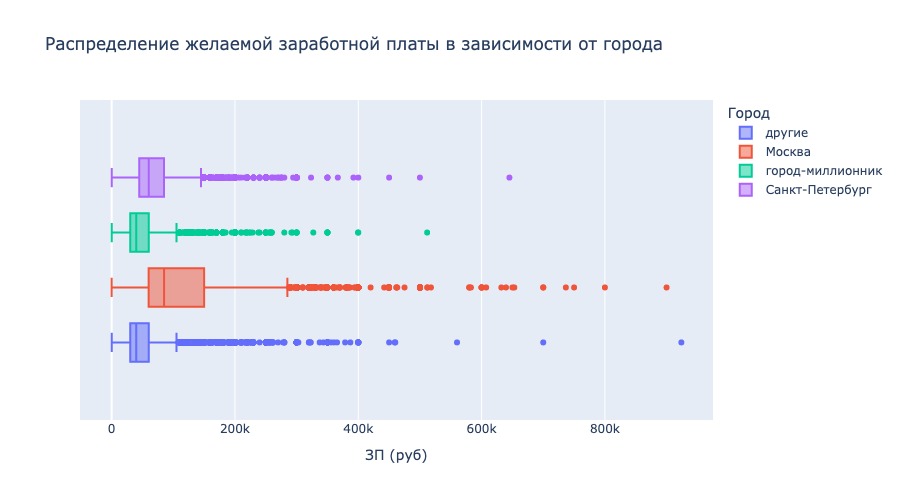 Распределение желаемой заработной платы в зависимости от города
Город
другие
Москва
город-миллионник
Санкт-Петербург
0
200k
400k
600k
800k
ЗП (руб)